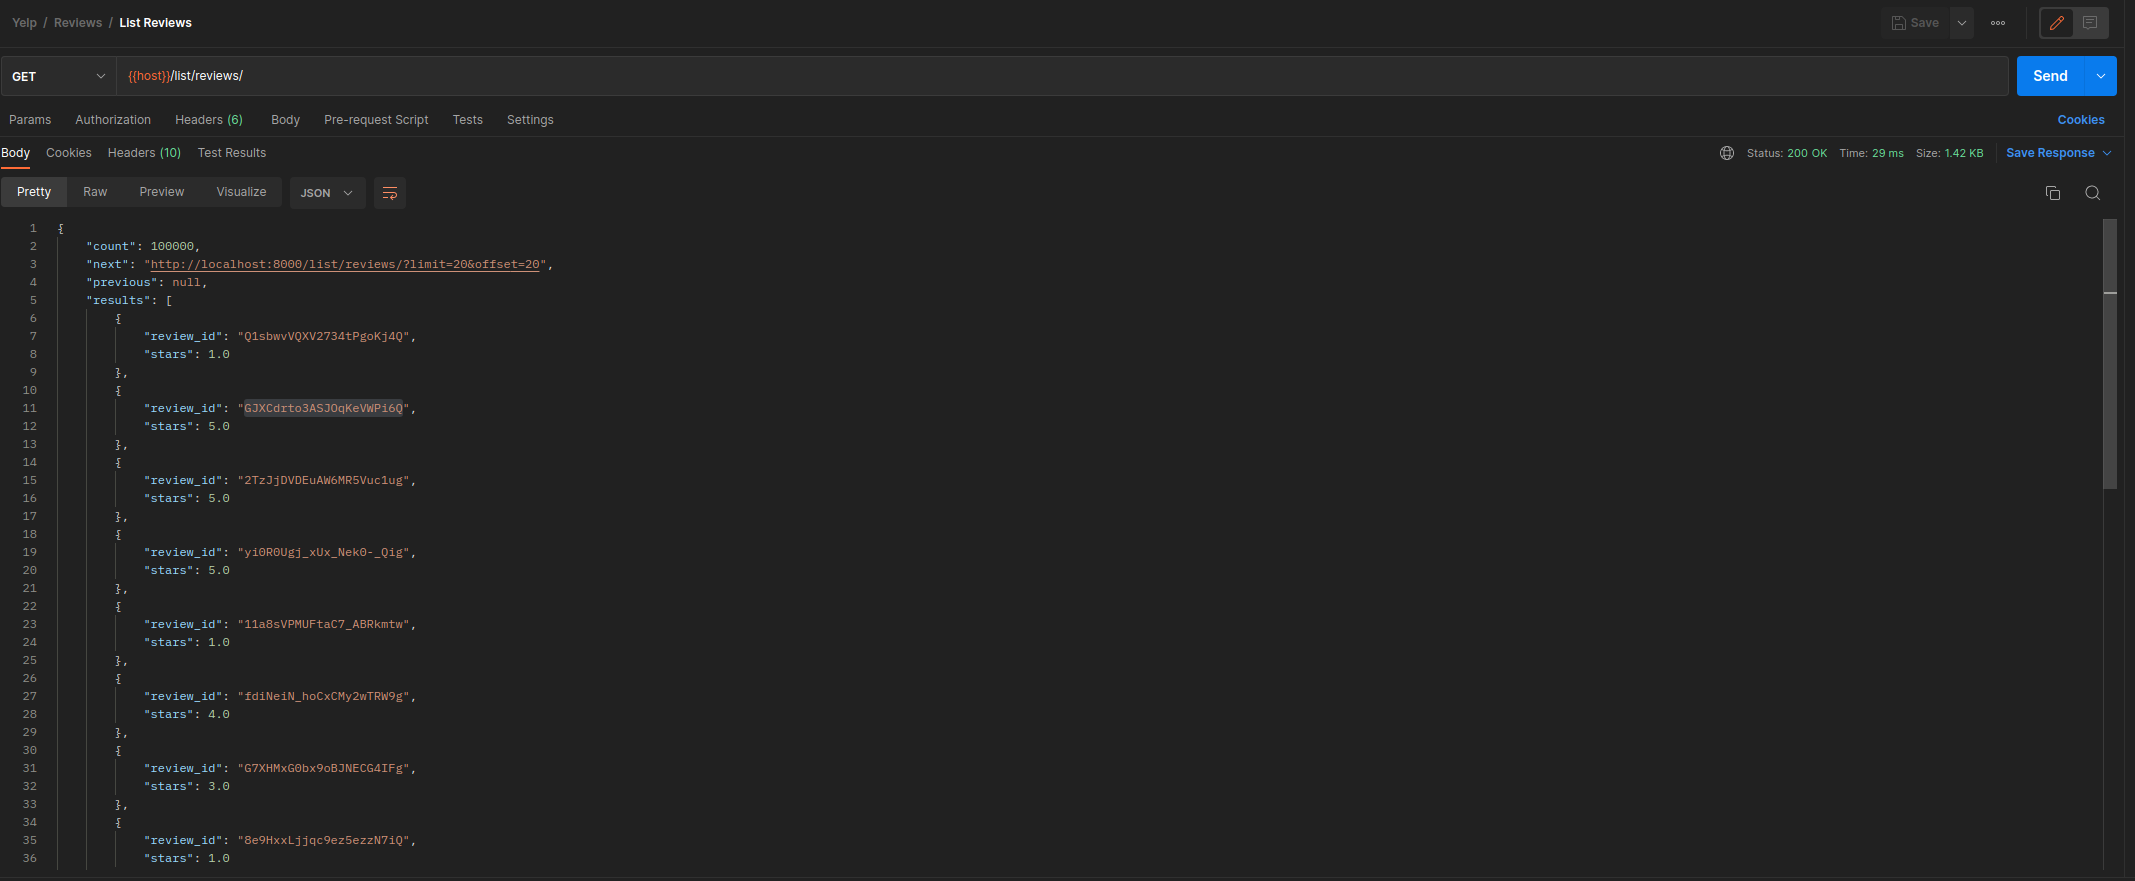 Yelp / Reviews / List Reviews
Save
GET {{host}}/list/reviews/ Send
Params Authorization Headers (6) Body Pre-request Script Tests Settings Cookies
Body Cookies Headers (10) Test Results Status: 200 OK Time: 29 ms Size: 1.42 KB Save Response
Pretty Raw Preview Visualize JSON
1 {
2 "count": 100000,
3 "next": "http://localhost:8000/list/reviews/?limit=20&offset=20",
4 "previous": null,
5 "results": [
6 {
7 "review_id": "Q1sbwvVQXV2734tPgoKj4Q",
8 "stars": 1.0
9 },
10 {
11 "review_id": "GJXCdrto3ASJOqKeVWPi6Q",
12 "stars": 5.0
13 },
14 {
15 "review_id": "2TzJjDVDEuAW6MR5Vuc1ug",
16 "stars": 5.0
17 },
18 {
19 "review_id": "yi0R0Ugj_xUx_Nek0-_Qig",
20 "stars": 5.0
21 },
22 {
23 "review_id": "11a8sVPMUFtaC7_ABRkmtw",
24 "stars": 1.0
25 },
26 {
27 "review_id": "fdiNeiN_hoCxCMy2wTRW9g",
28 "stars": 4.0
29 },
30 {
31 "review_id": "G7XHMxG0bx9oBJNECG4IFg",
32 "stars": 3.0
33 },
34 {
35 "review_id": "8e9HxxLjjqc9ez5ezzN7iQ",
36 "stars": 1.0